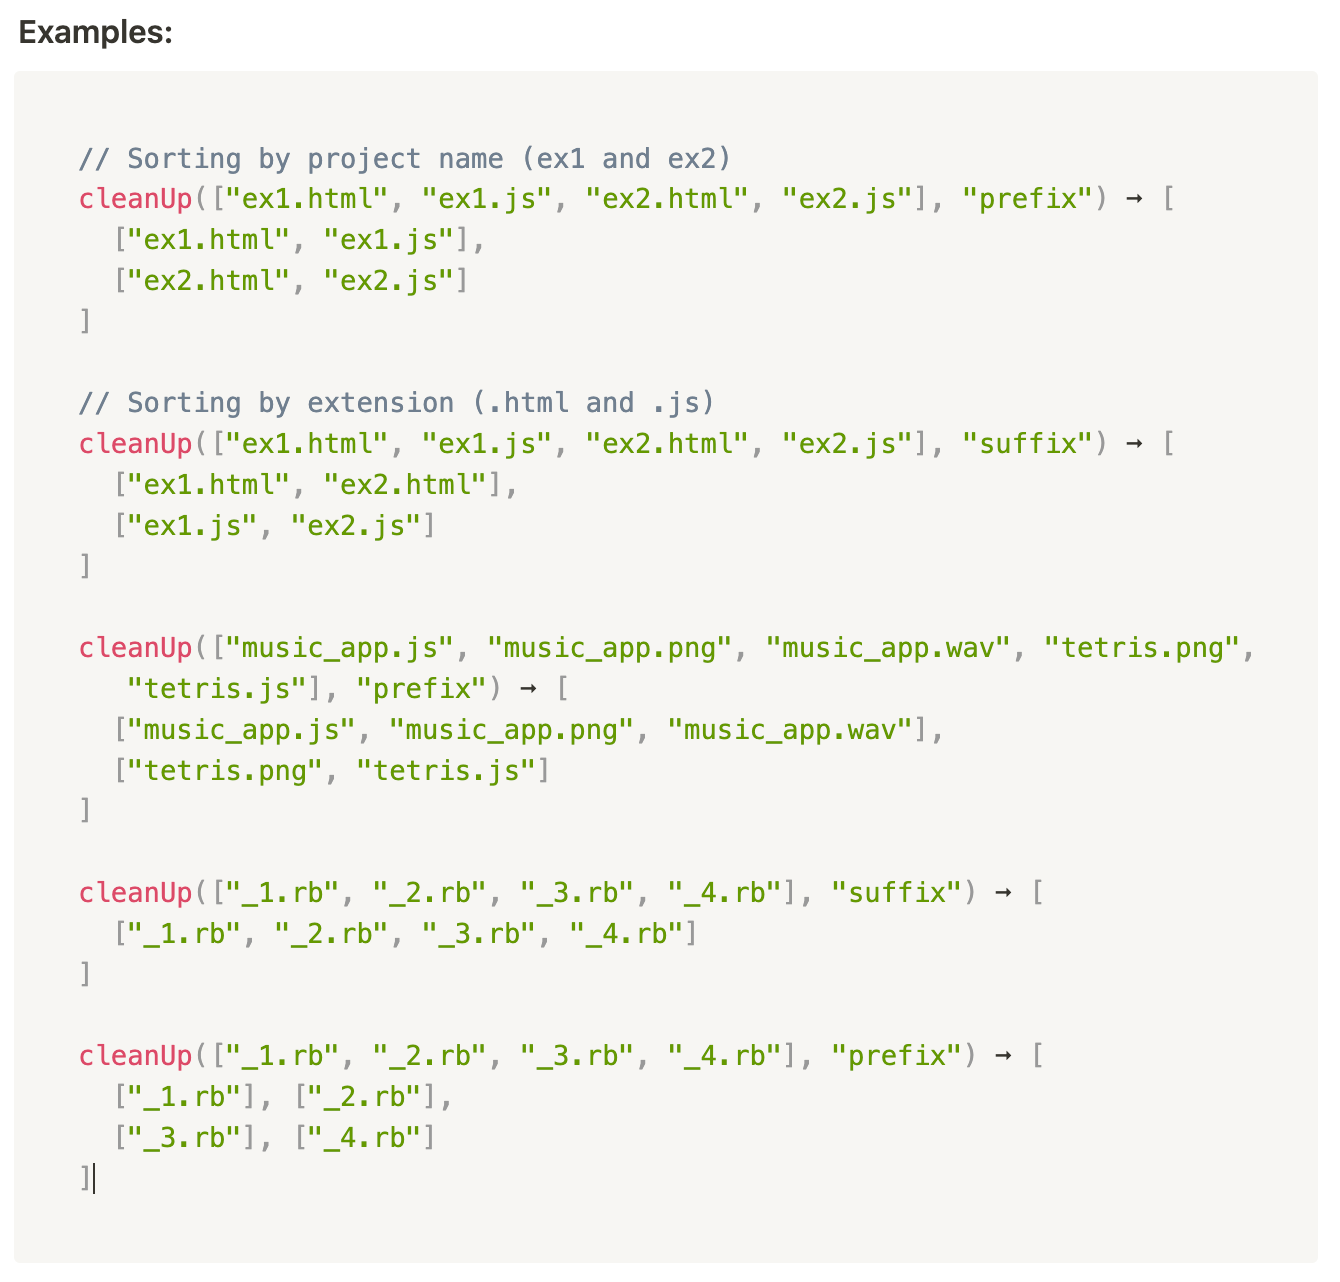 Examples:
// Sorting by project name (ex1 and ex2)
cleanUp(["ex1.html", "ex1.js", "ex2.html", "ex2.js"], "prefix") → [
  ["ex1.html", "ex1.js"],
  ["ex2.html", "ex2.js"]
]
// Sorting by extension (.html and .js)
cleanUp(["ex1.html", "ex1.js", "ex2.html", "ex2.js"], "suffix") → [
  ["ex1.html", "ex2.html"],
  ["ex1.js", "ex2.js"]
]
cleanUp(["music_app.js", "music_app.png", "music_app.wav", "tetris.png",
   "tetris.js"], "prefix") → [
  ["music_app.js", "music_app.png", "music_app.wav"],
  ["tetris.png", "tetris.js"]
]
cleanUp(["_1.rb", "_2.rb", "_3.rb", "_4.rb"], "suffix") → [
  ["_1.rb", "_2.rb", "_3.rb", "_4.rb"]
]
cleanUp(["_1.rb", "_2.rb", "_3.rb", "_4.rb"], "prefix") → [
  ["_1.rb"], ["_2.rb"],
  ["_3.rb"], ["_4.rb"]
]